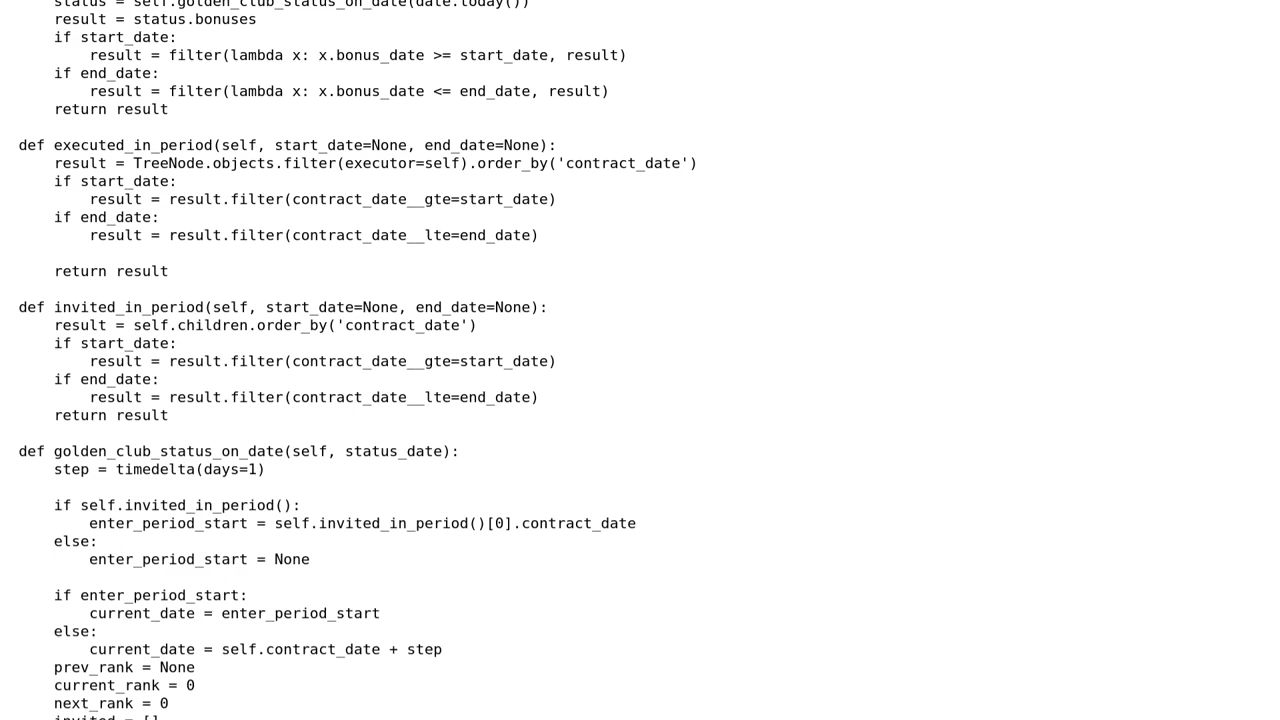 status = self.golden_club_status_on_date(date.today())
result = status.bonuses
if start_date:
result = filter(lambda x: x.bonus_date >= start_date, result)
if end_date:
result = filter(lambda x: x.bonus_date <= end_date, result)
return result
def executed_in_period(self, start_date=None, end_date=None):
result = TreeNode.objects.filter(executor=self).order_by('contract_date')
if start_date:
result = result.filter(contract_date__gte=start_date)
if end_date:
result = result.filter(contract_date__lte=end_date)
return result
def invited_in_period(self, start_date=None, end_date=None):
result = self.children.order_by('contract_date')
if start_date:
result = result.filter(contract_date__gte=start_date)
if end_date:
result = result.filter(contract_date__lte=end_date)
return result
def golden_club_status_on_date(self, status_date):
step = timedelta(days=1)
if self.invited_in_period():
enter_period_start = self.invited_in_period()[0].contract_date
else:
enter_period_start = None
if enter_period_start:
current_date = enter_period_start
else:
current_date = self.contract_date + step
prev_rank = None
current_rank = 0
next_rank = 0
invited = []